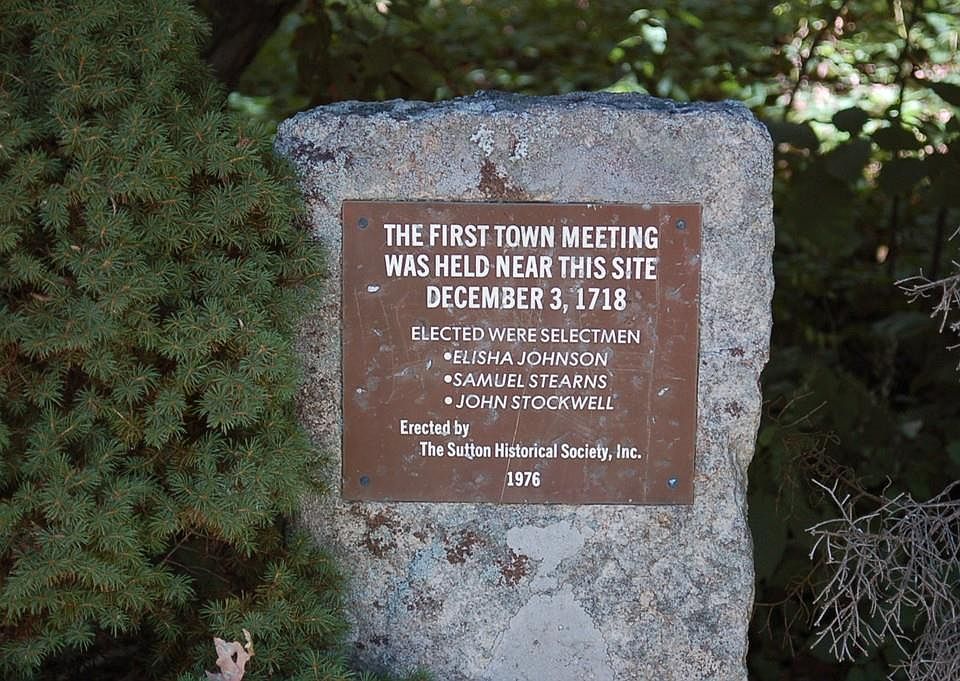 THE FIRST TOWN MEETING
WAS HELD NEAR THIS SITE
DECEMBER 3, 1718
ELECTED WERE SELECTMEN
•ELISHA JOHNSON
•SAMUEL STEARNS
• JOHN STOCKWELL
Erected by
The Sutton Historical Society, Inc.
1976